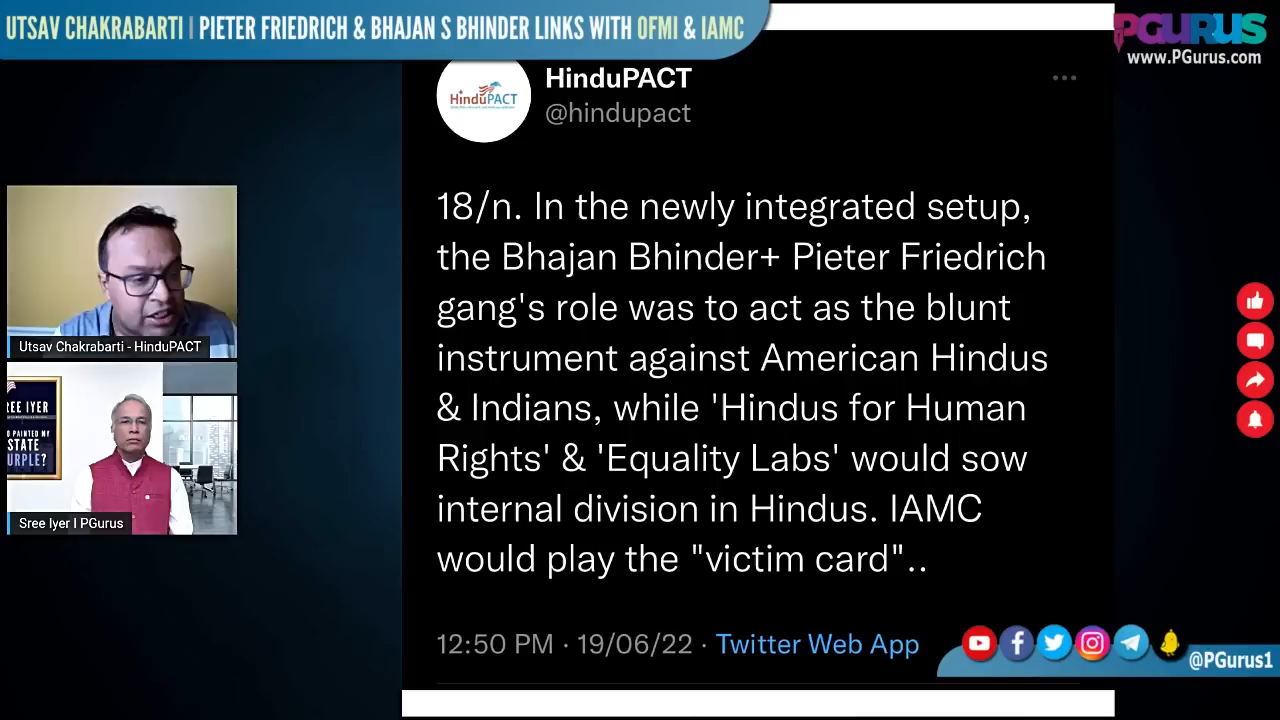 UTSAV CHAKRABARTI | PIETER FRIEDRICH & BHAJAN S BHINDER LINKS WITH OFMI & IAMC
PGURUS
www.PGurus.com
HinduPACT
HinduPACT
@hindupact
18/n. In the newly integrated setup,
the Bhajan Bhinder+ Pieter Friedrich
gang's role was to act as the blunt
instrument against American Hindus
& Indians, while 'Hindus for Human
Rights' & 'Equality Labs' would sow
internal division in Hindus. IAMC
would play the "victim card"..
12:50 PM · 19/06/22 · Twitter Web App
Utsav Chakrabarti - HinduPACT
REE IYER
O PAINTED MY
STATE
URPLE?
Sree Iyer I PGurus
@PGurus1